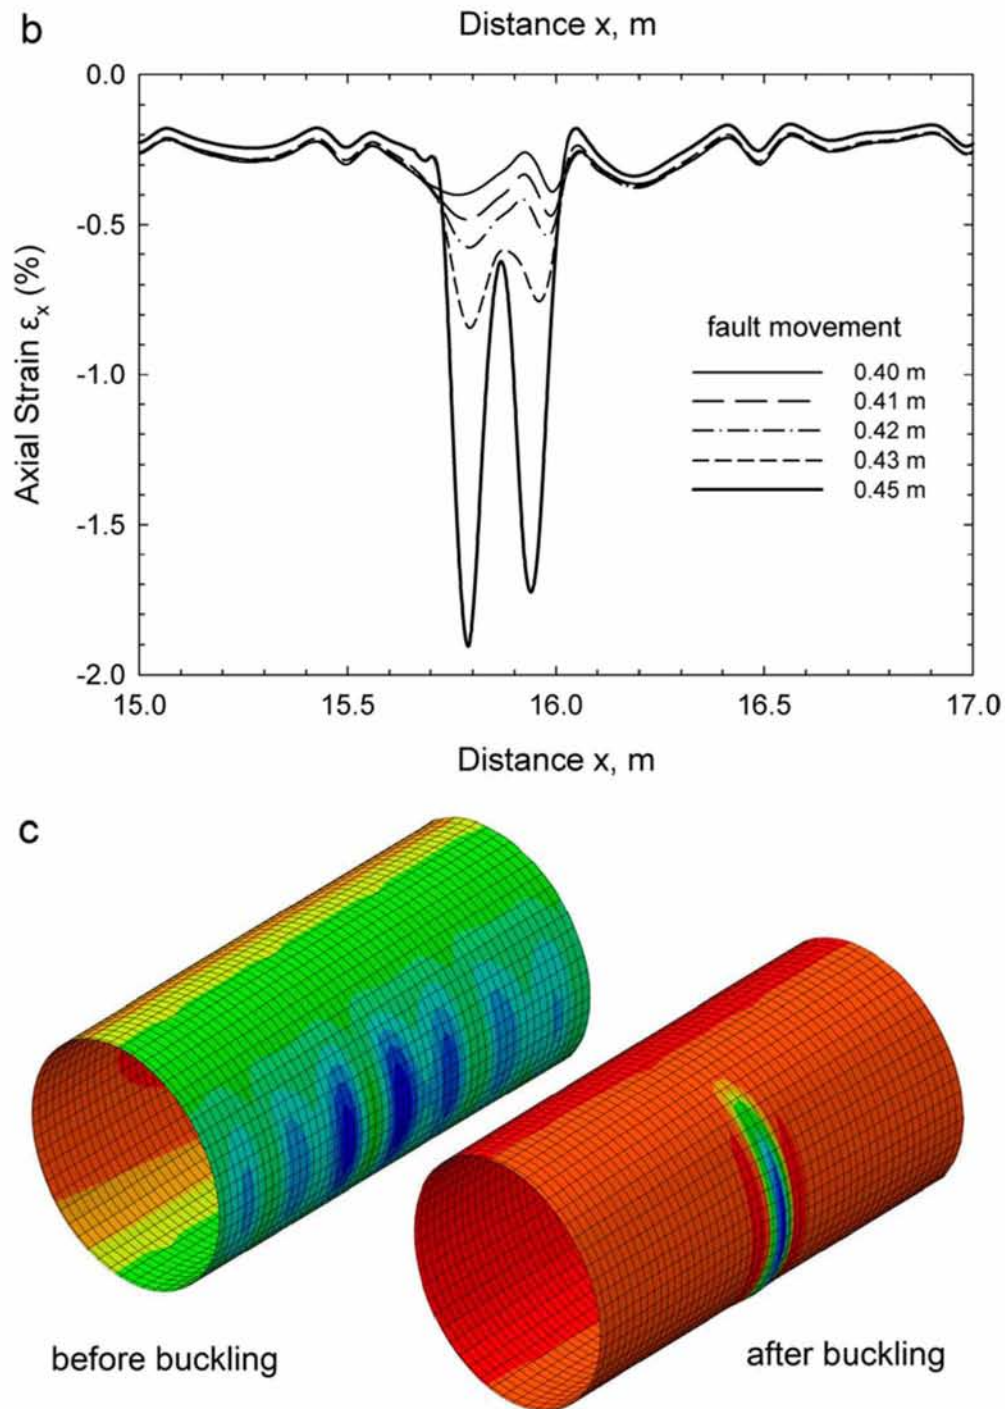 b
Distance x, m
0.0
-0.5
-1.0
-1.5
-2.0
Axial Strain εx (%)
fault movement
0.40 m
0.41 m
0.42 m
0.43 m
0.45 m
15.0 15.5 16.0 16.5 17.0
Distance x, m
c
before buckling
after buckling